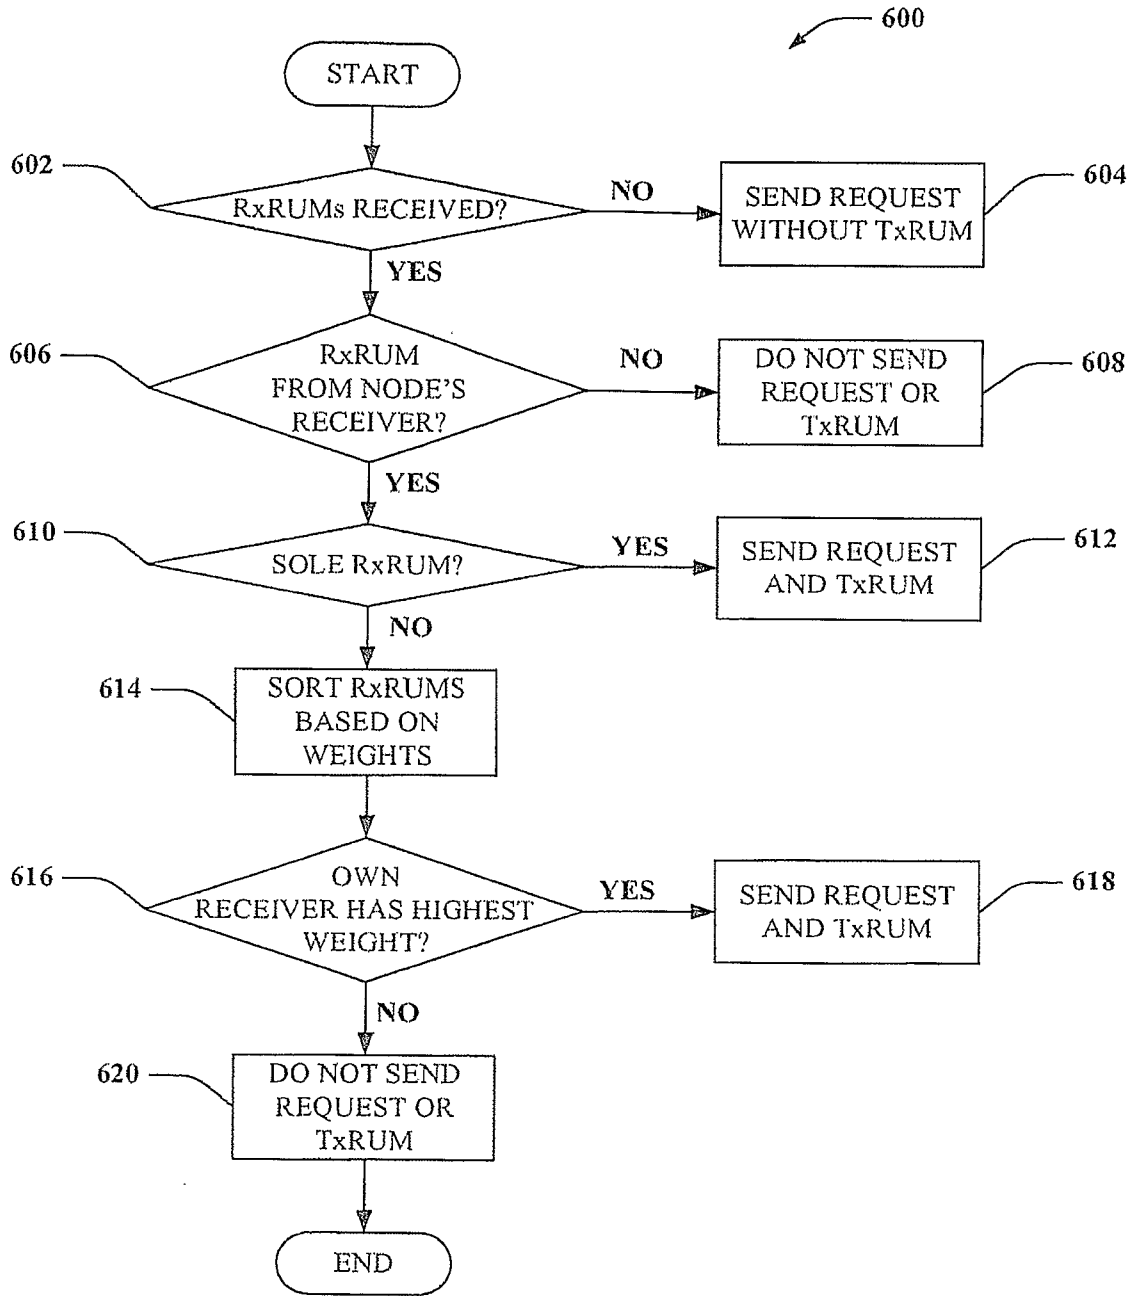 600
START
602
RxRUMs RECEIVED?
NO
SEND REQUEST
WITHOUT TxRUM
604
YES
606
RxRUM
FROM NODE'S
RECEIVER?
NO
DO NOT SEND
REQUEST OR
TxRUM
608
YES
610
SOLE RxRUM?
YES
SEND REQUEST
AND TxRUM
612
NO
614
SORT RxRUMS
BASED ON
WEIGHTS
616
OWN
RECEIVER HAS HIGHEST
WEIGHT?
YES
SEND REQUEST
AND TxRUM
618
NO
620
DO NOT SEND
REQUEST OR
TxRUM
END